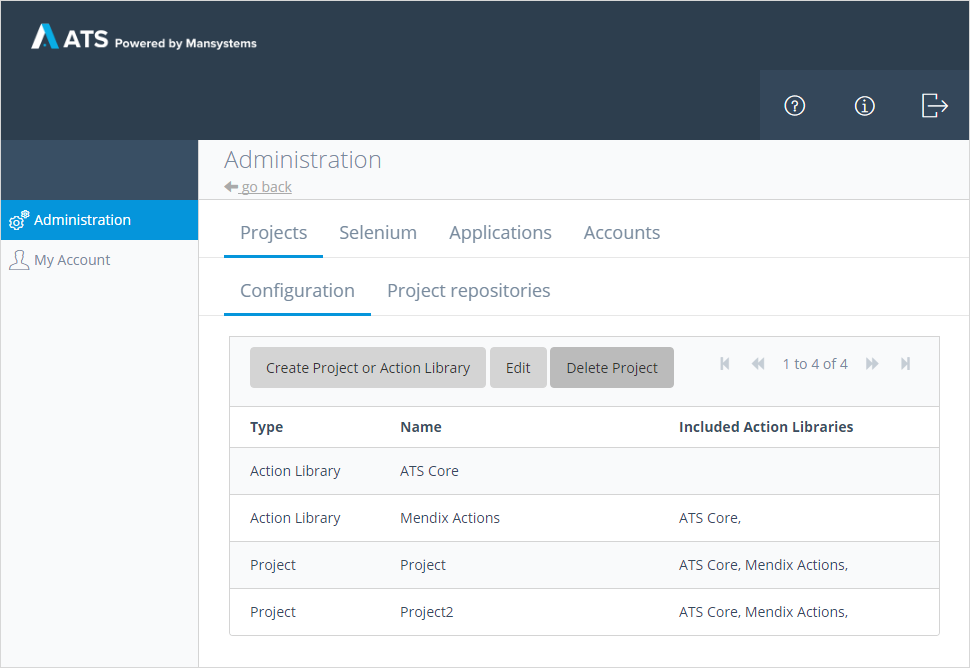 ATS Powered by Mansystems
Administration
go back
Administration
My Account
Projects Selenium Applications Accounts
Configuration Project repositories
Create Project or Action Library Edit Delete Project 1 to 4 of 4
Type Name Included Action Libraries
Action Library ATS Core
Action Library Mendix Actions ATS Core,
Project Project ATS Core, Mendix Actions,
Project Project2 ATS Core, Mendix Actions,